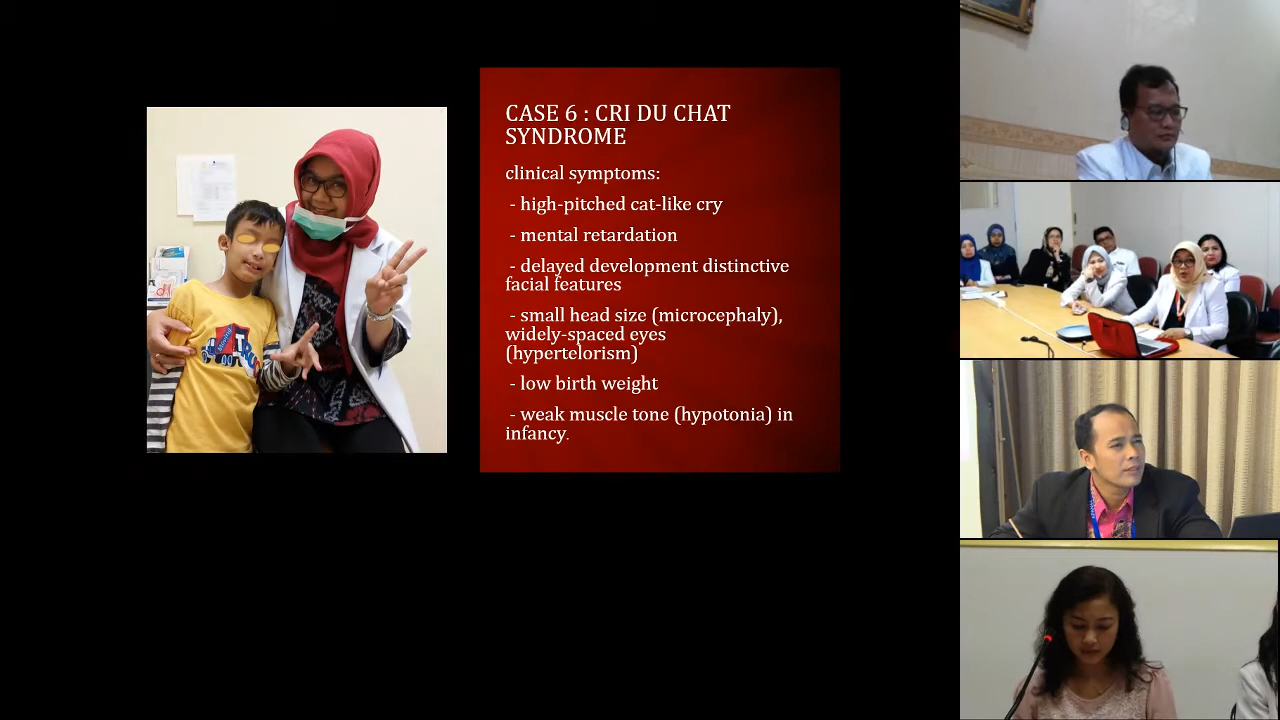 CASE 6 : CRI DU CHAT
SYNDROME
clinical symptoms:
- high-pitched cat-like cry
- mental retardation
- delayed development distinctive
facial features
- small head size (microcephaly),
widely-spaced eyes
(hypertelorism)
- low birth weight
- weak muscle tone (hypotonia) in
infancy.